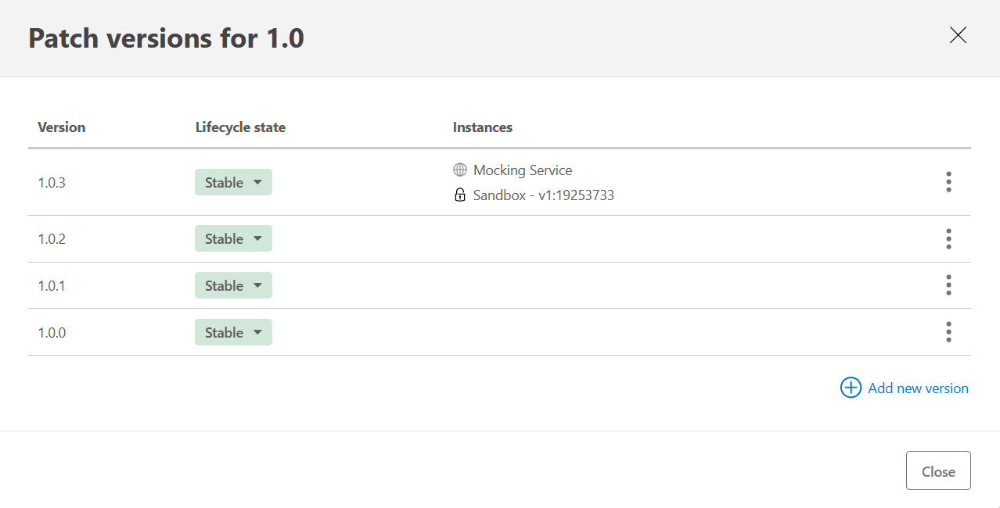 Patch versions for 1.0
Version Lifecycle state Instances
1.0.3 Stable Mocking Service
Sandbox - v1:19253733
1.0.2 Stable
1.0.1 Stable
1.0.0 Stable
Add new version
Close